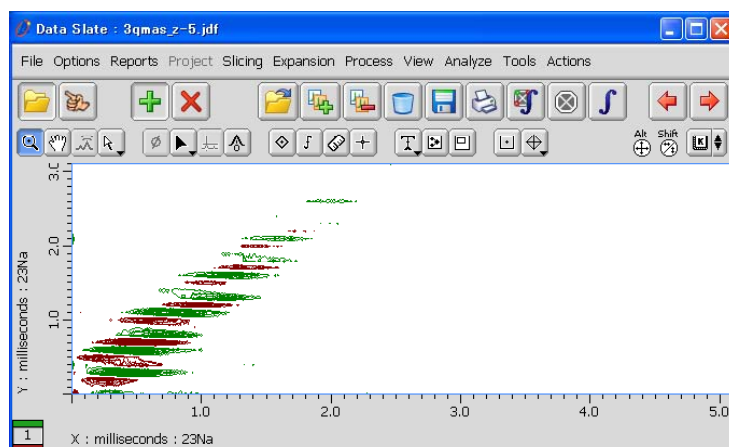 Data Slate : 3qmas_z-5.jdf
File Options Reports Project Slicing Expansion Process View Analyze Tools Actions
Alt Shift
3.0
2.0
1.0
Y : milliseconds : 23Na
1.0 2.0 3.0 4.0 5.0
1
X : milliseconds : 23Na